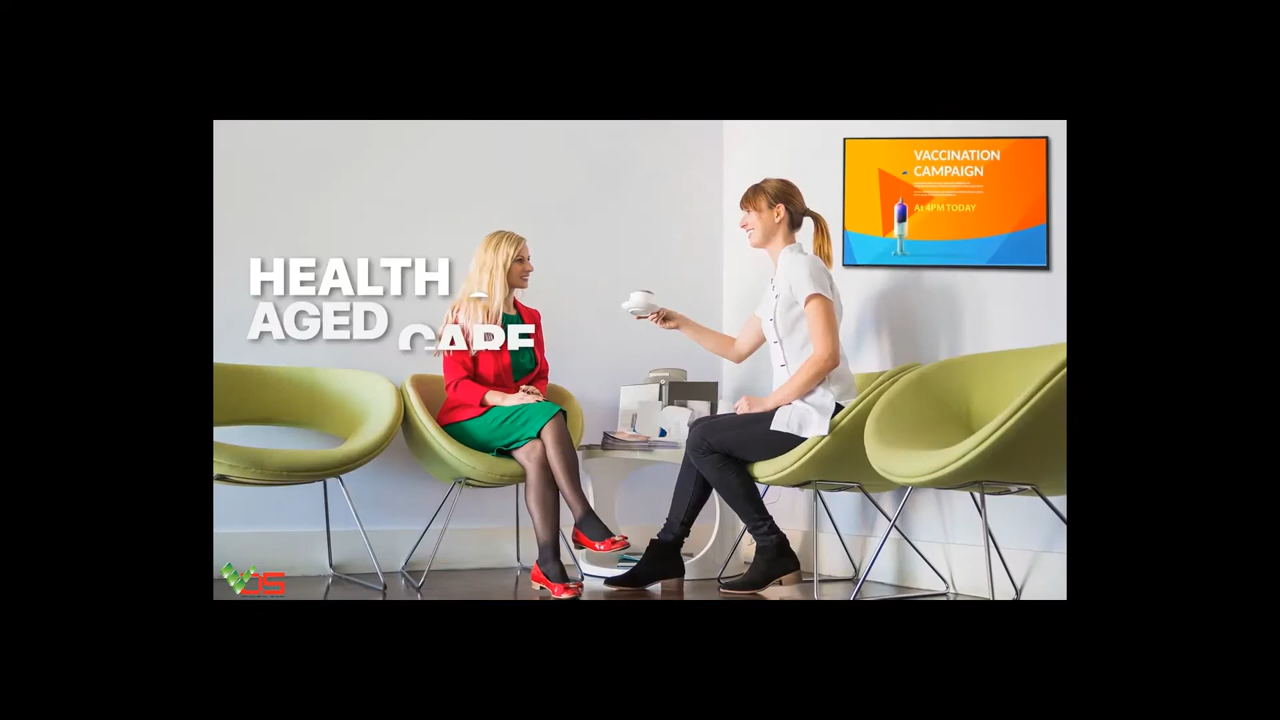 HEALTH
AGED CARE
VACCINATION
CAMPAIGN
At 4PM TODAY